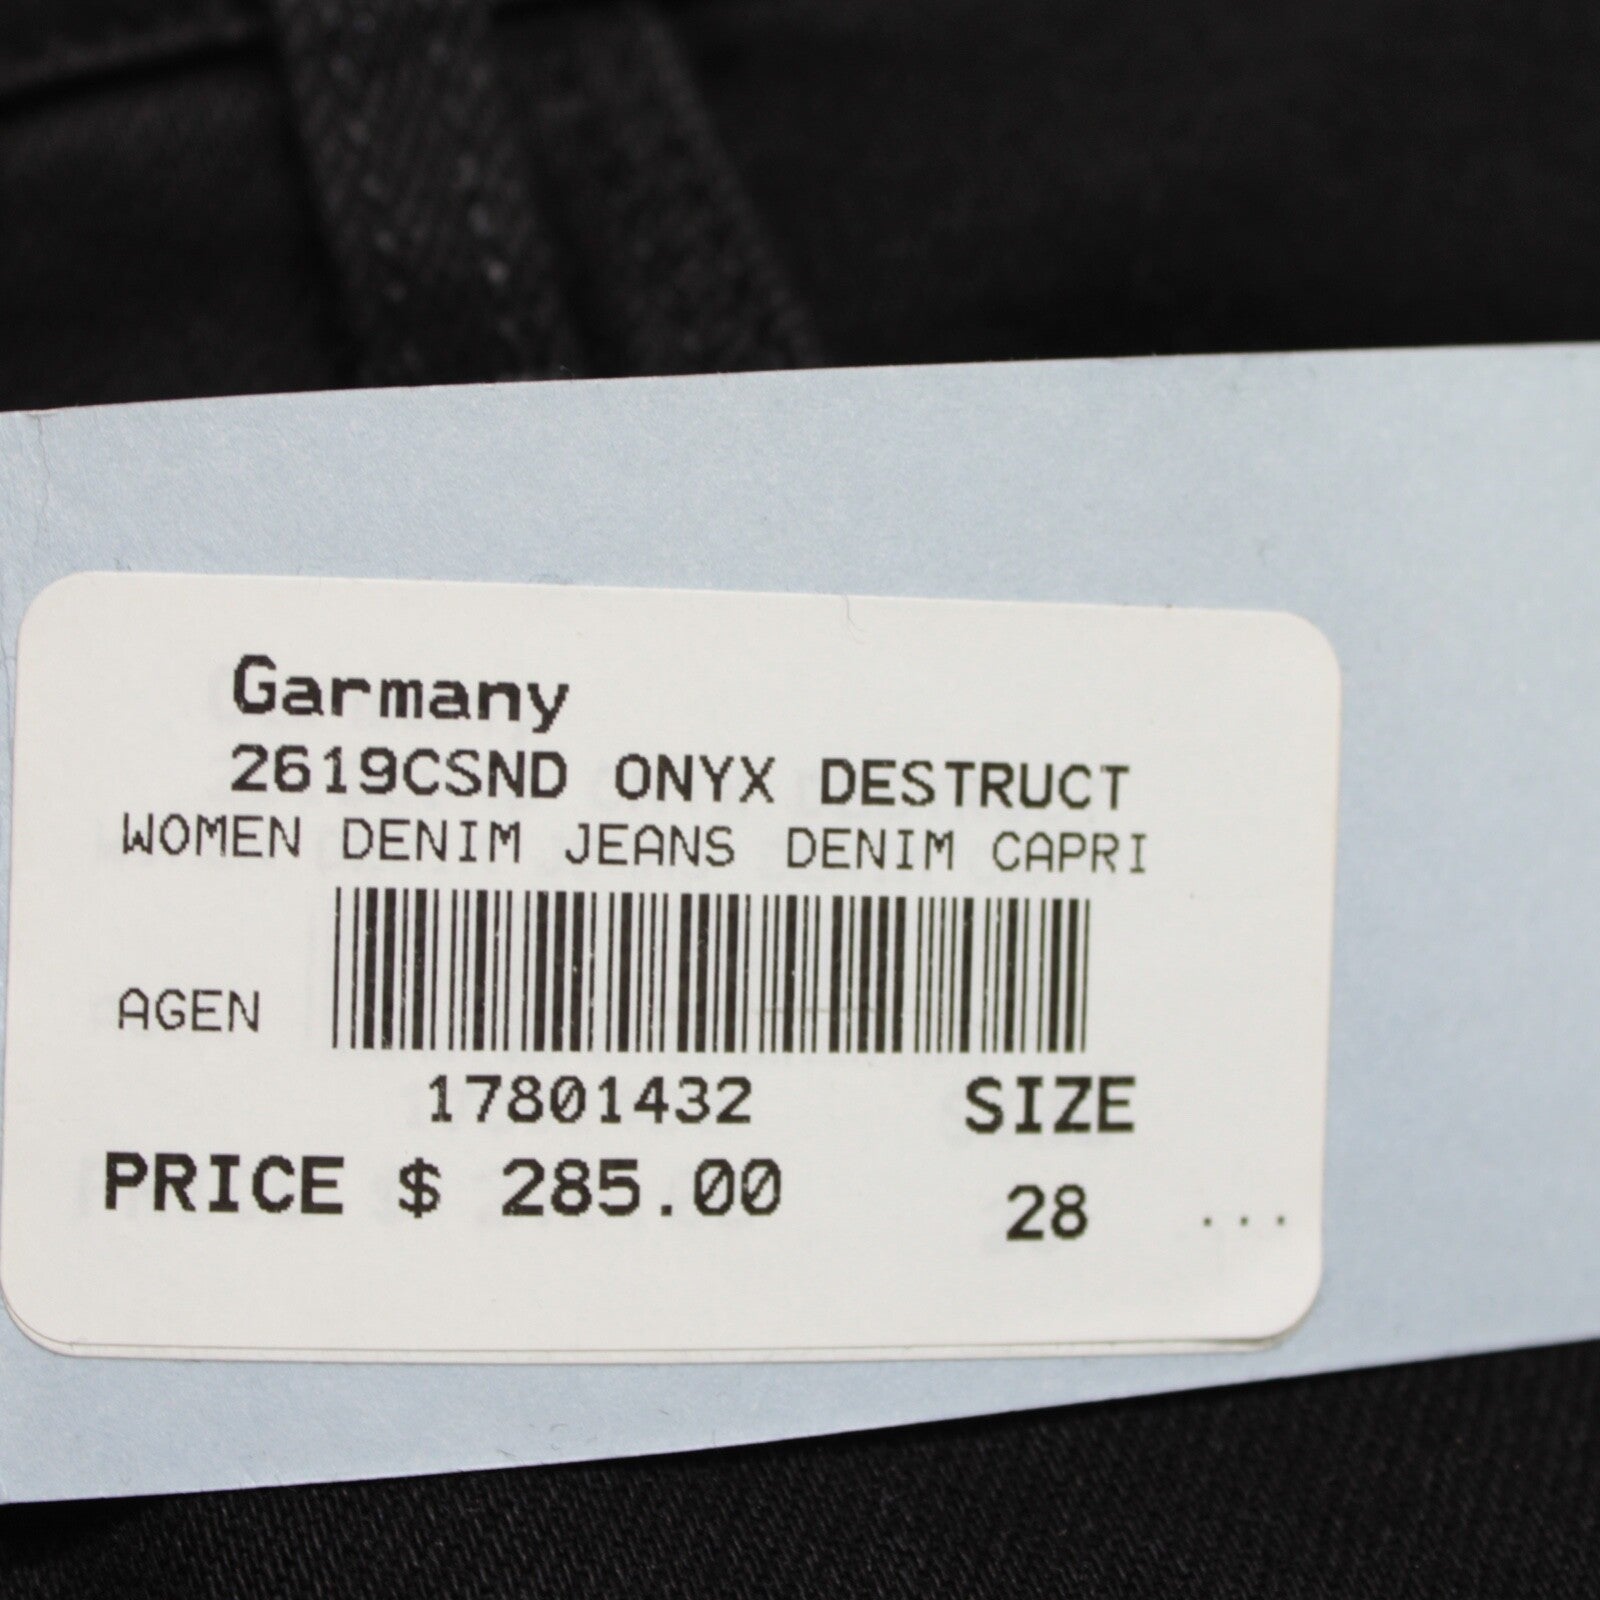 Garmany
2619CSND ONYX DESTRUCT
WOMEN DENIM JEANS DENIM CAPRI
AGEN
17801432 SIZE
PRICE $ 285.00 28 ...